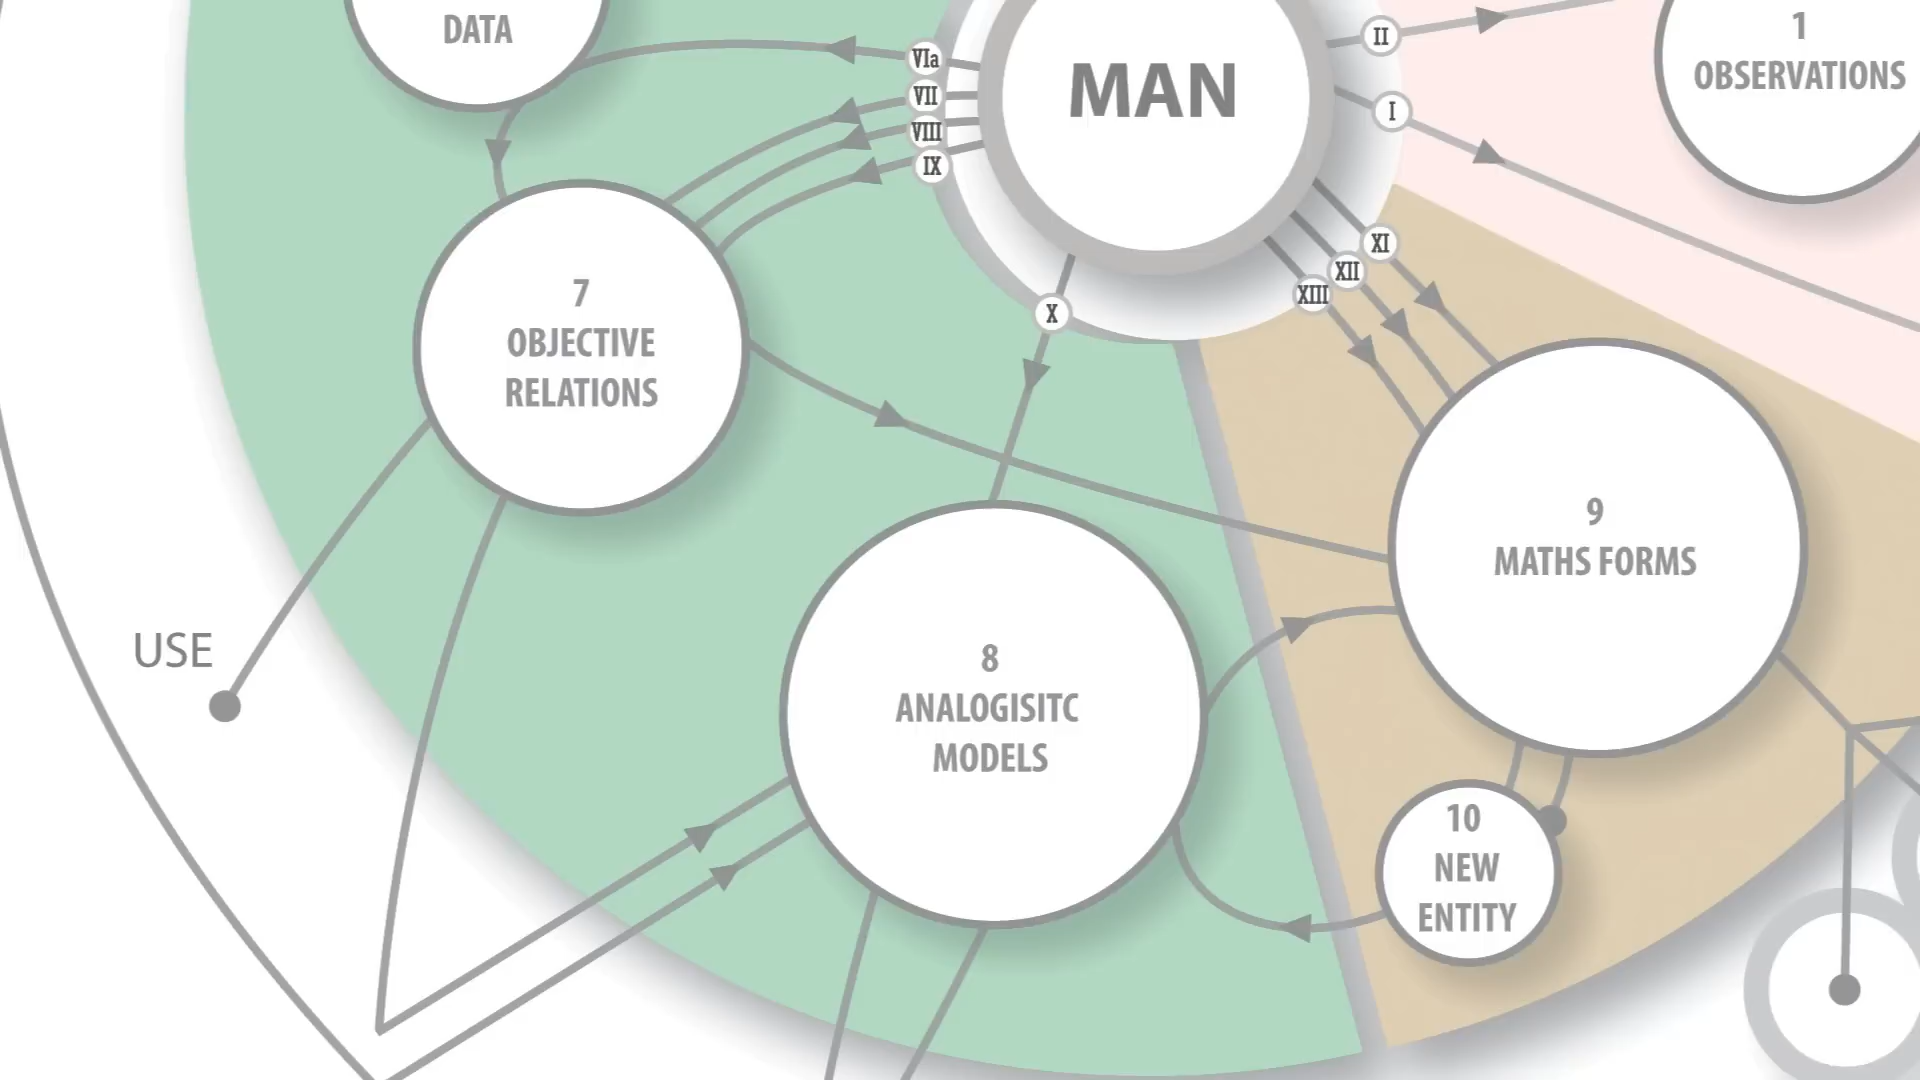 DATA
VIa
VII
VIII
IX
MAN
II
I
1
OBSERVATIONS
XI
XII
XIII
X
7
OBJECTIVE
RELATIONS
9
MATHS FORMS
USE
8
ANALOGISITC
MODELS
10
NEW
ENTITY